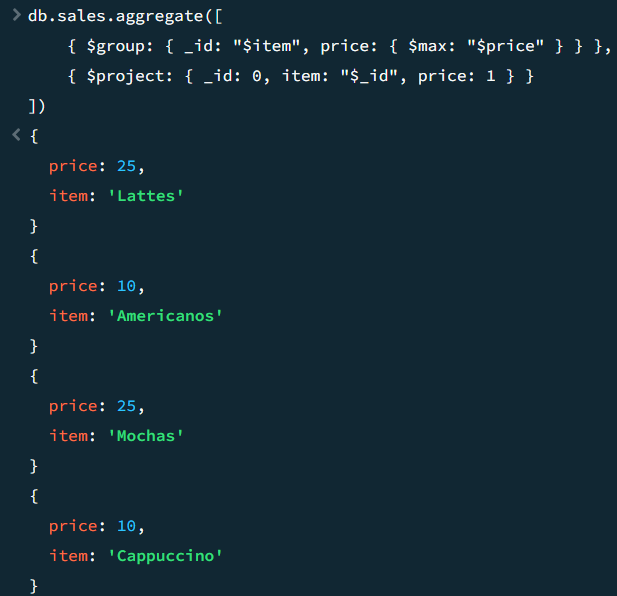 > db.sales.aggregate([
{ $group: { _id: "$item", price: { $max: "$price" } } },
{ $project: { _id: 0, item: "$_id", price: 1 } }
])
< {
price: 25,
item: 'Lattes'
}
{
price: 10,
item: 'Americanos'
}
{
price: 25,
item: 'Mochas'
}
{
price: 10,
item: 'Cappuccino'
}